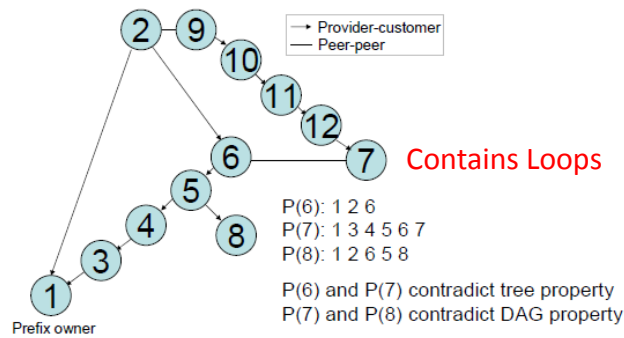 2
9
Provider-customer
Peer-peer
10
11
12
6
7
Contains Loops
5
P(6): 1 2 6
4
8
P(7): 1 3 4 5 6 7
P(8): 1 2 6 5 8
3
1
P(6) and P(7) contradict tree property
P(7) and P(8) contradict DAG property
Prefix owner